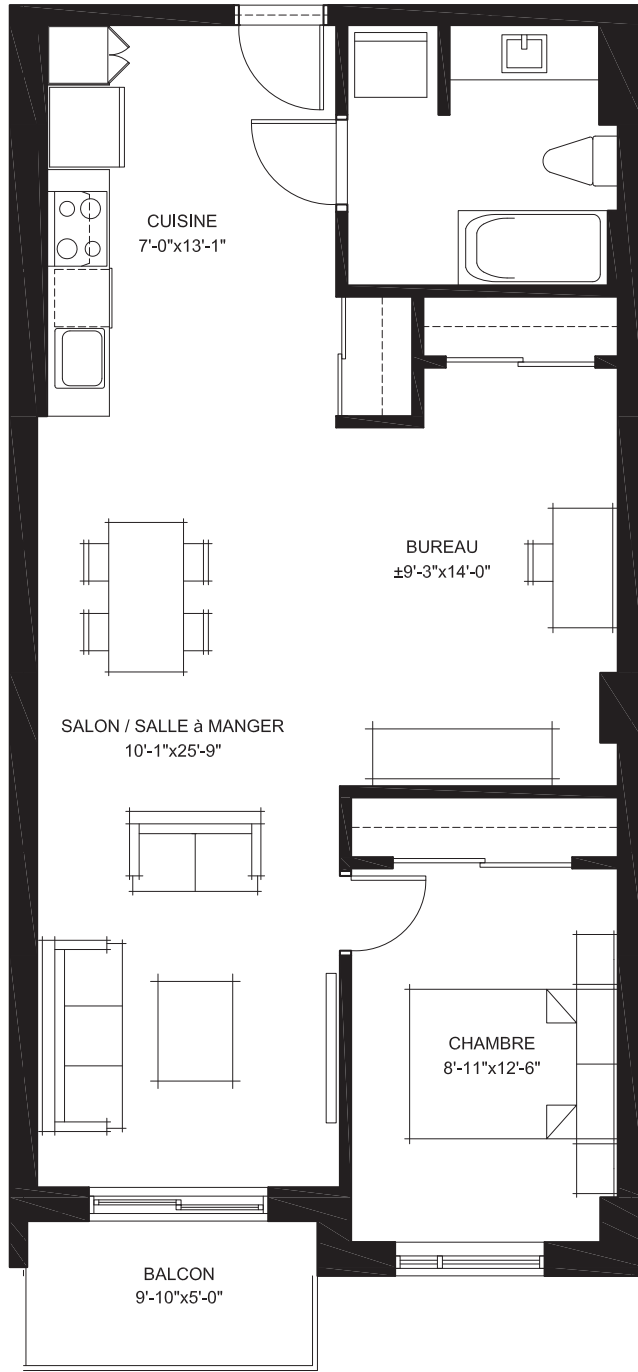 CUISINE
7'-0"x13'-1"
BUREAU
±9'-3"x14'-0"
SALON / SALLE à MANGER
10'-1"x25'-9"
CHAMBRE
8'-11"x12'-6"
BALCON
9'-10"x5'-0"